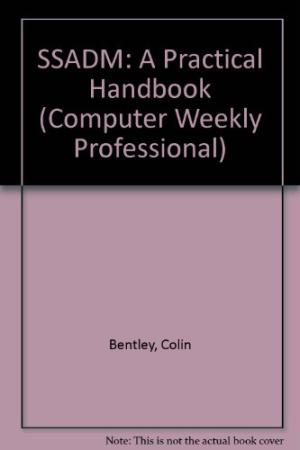 SSADM: A Practical
Handbook
(Computer Weekly
Professional)
Bentley, Colin
Note: This is not the actual book cover